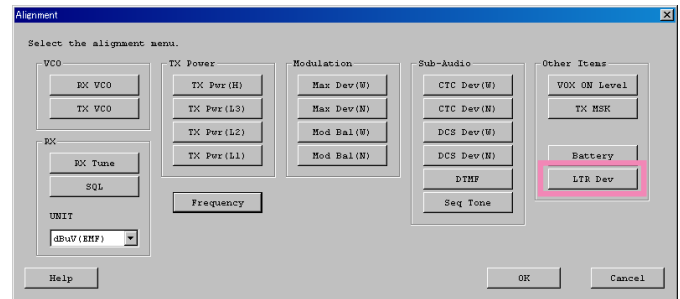 Alignment
Select the alignment menu.
VCO
RX VCO
TX VCO
RX
RX Tune
SQL
UNIT
dBuV(EMF)
TX Power
TX Pwr(H)
TX Pwr(L3)
TX Pwr(L2)
TX Pwr(L1)
Frequency
Modulation
Max Dev(W)
Max Dev(N)
Mod Bal(W)
Mod Bal(N)
Sub-Audio
CTC Dev(W)
CTC Dev(N)
DCS Dev(W)
DCS Dev(N)
DTMF
Seq Tone
Other Items
VOX ON Level
TX MSK
Battery
LTR Dev
Help
OK
Cancel